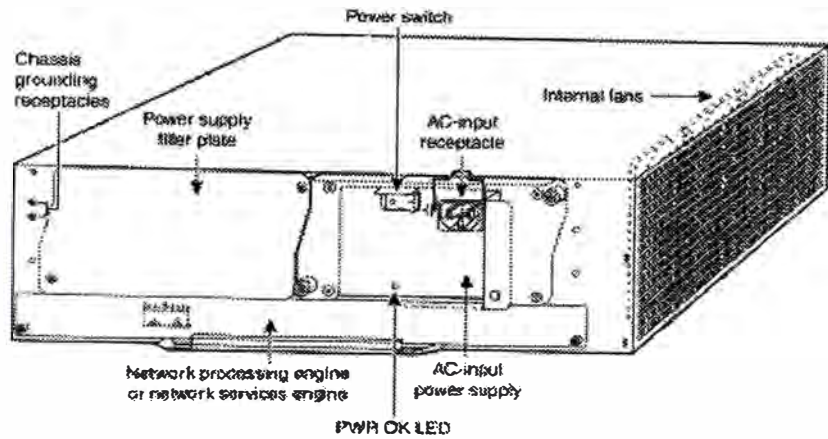 Power switch
Chassis
grounding
receptacles
Internal fans
Power supply
filler plate
AC-input
receptacle
Network processing engine
or network services engine
AC-input
power supply
PWR OK LED